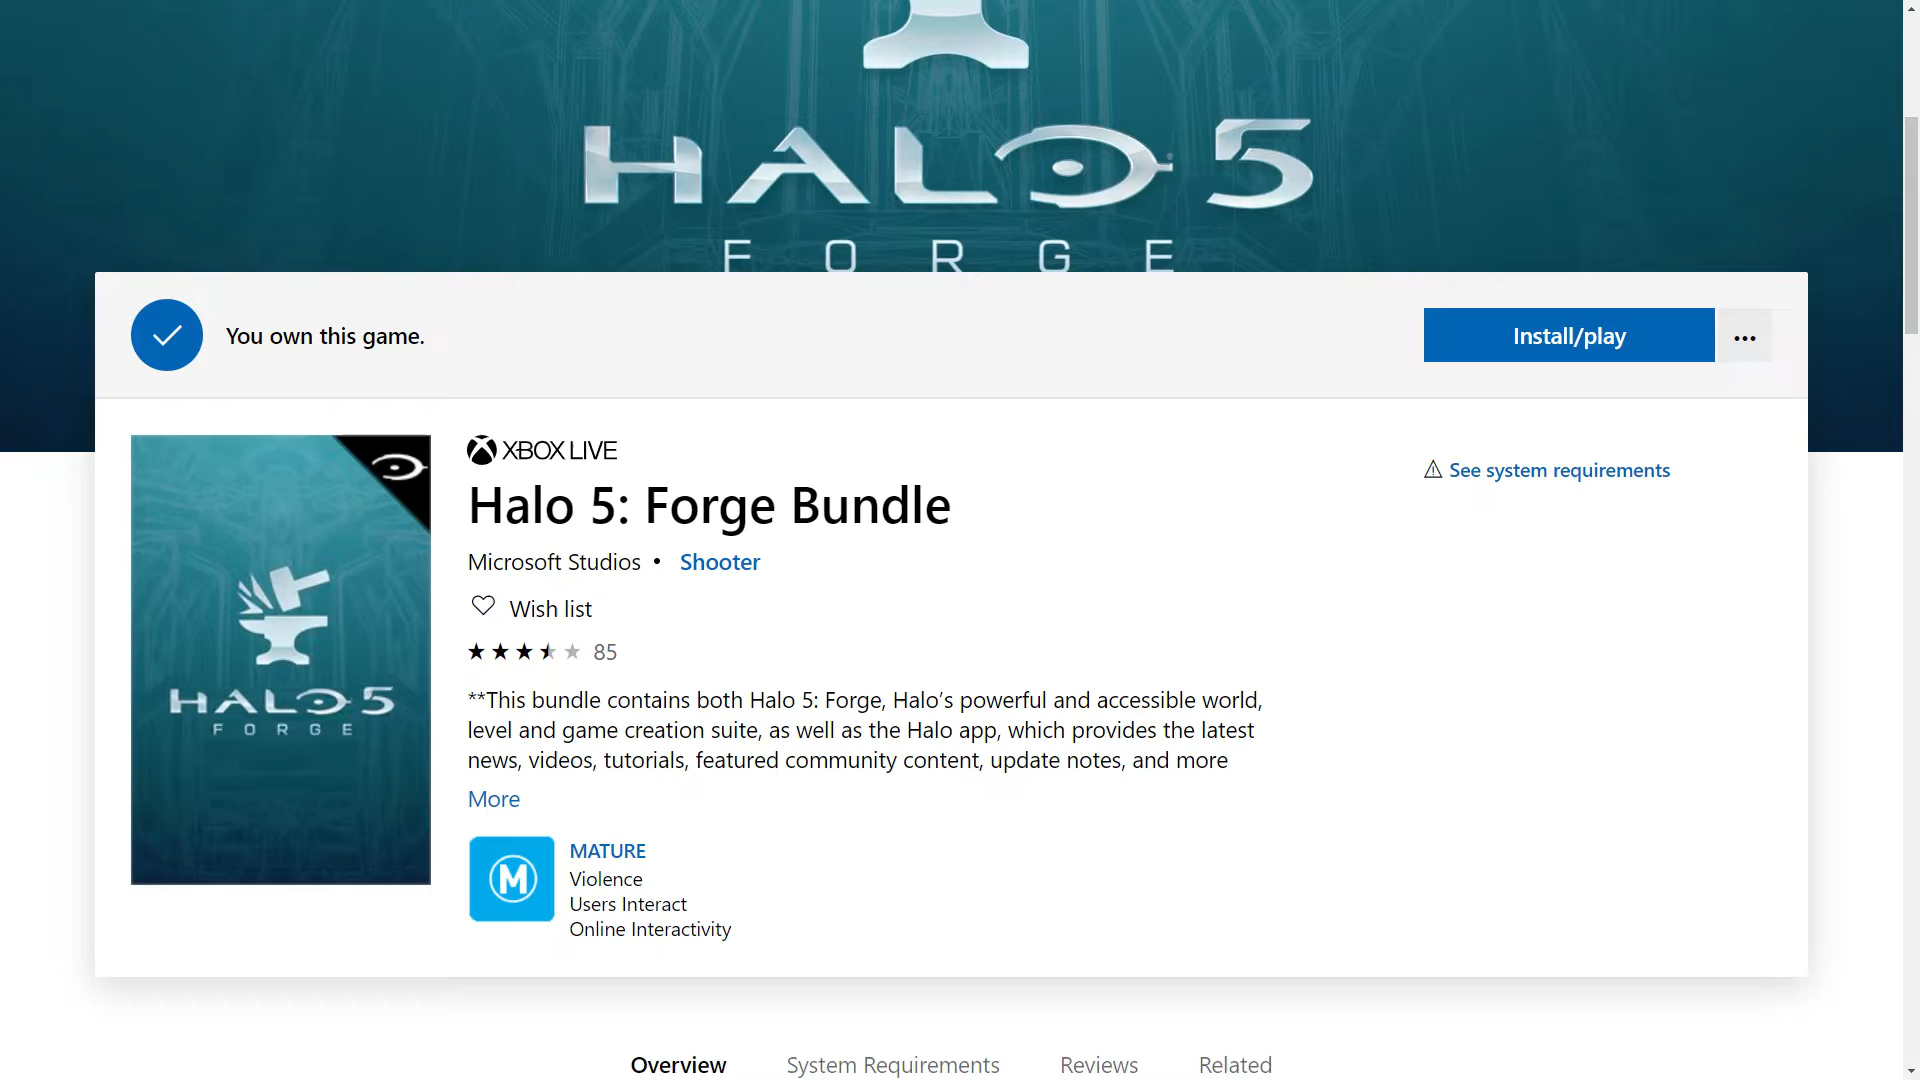 HALO 5
FORGE
You own this game.
Install/play
XBOX LIVE
Halo 5: Forge Bundle
See system requirements
Microsoft Studios • Shooter
Wish list
85
HALO 5
FORGE
**This bundle contains both Halo 5: Forge, Halo’s powerful and accessible world,
level and game creation suite, as well as the Halo app, which provides the latest
news, videos, tutorials, featured community content, update notes, and more
More
M
MATURE
Violence
Users Interact
Online Interactivity
Overview System Requirements Reviews Related